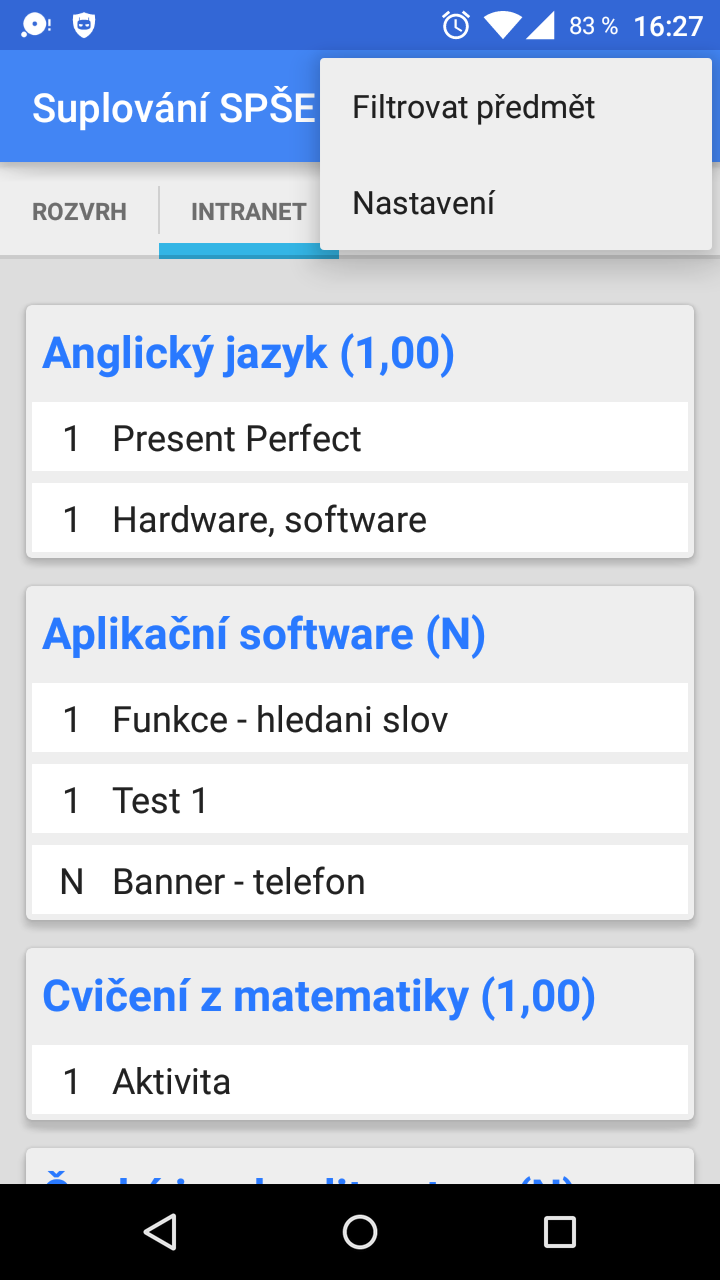 83 % 16:27
Suplování SPŠE
Filtrovat předmět
Nastavení
ROZVRH INTRANET
Anglický jazyk (1,00)
1 Present Perfect
1 Hardware, software
Aplikační software (N)
1 Funkce - hledani slov
1 Test 1
N Banner - telefon
Cvičení z matematiky (1,00)
1 Aktivita